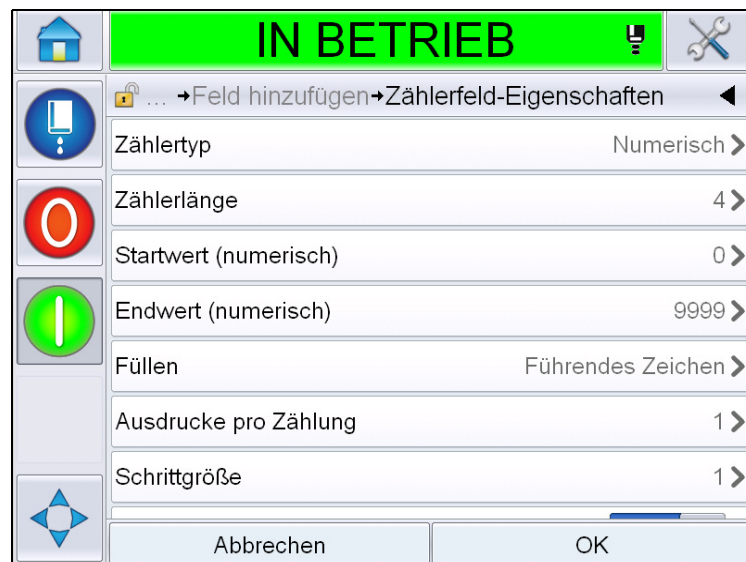 IN BETRIEB
... →Feld hinzufügen→Zählerfeld-Eigenschaften
Zählertyp Numerisch
Zählerlänge 4
Startwert (numerisch) 0
Endwert (numerisch) 9999
Füllen Führendes Zeichen
Ausdrucke pro Zählung 1
Schrittgröße 1
Abbrechen OK